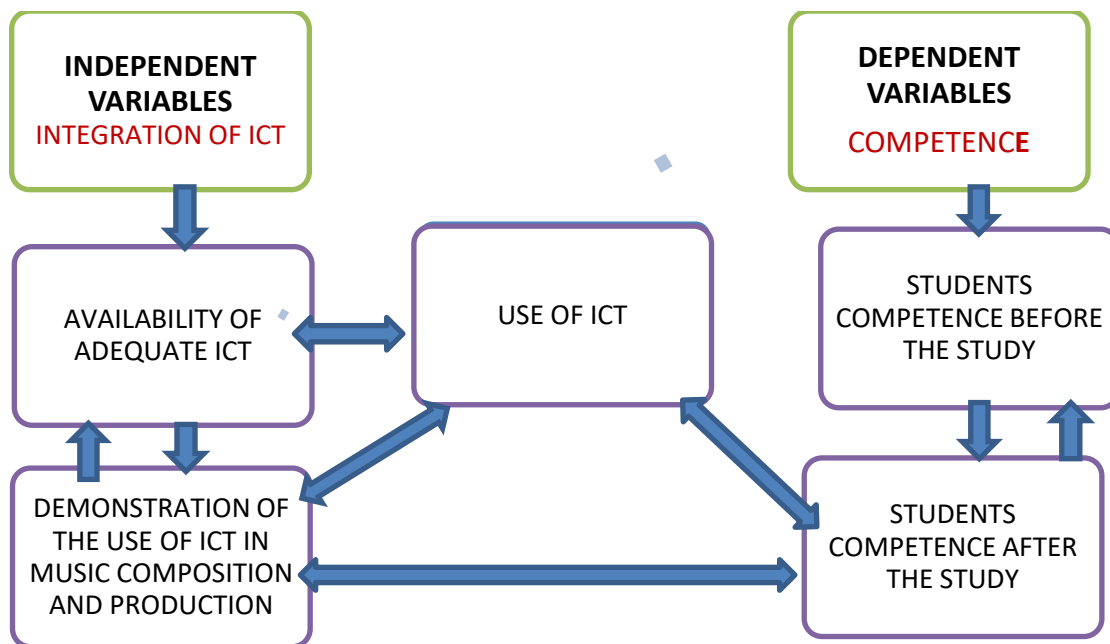 INDEPENDENT
VARIABLES
INTEGRATION OF ICT
DEPENDENT
VARIABLES
COMPETENCE
AVAILABILITY OF
ADEQUATE ICT
USE OF ICT
STUDENTS
COMPETENCE BEFORE
THE STUDY
DEMONSTRATION OF
THE USE OF ICT IN
MUSIC COMPOSITION
AND PRODUCTION
STUDENTS
COMPETENCE AFTER
THE STUDY